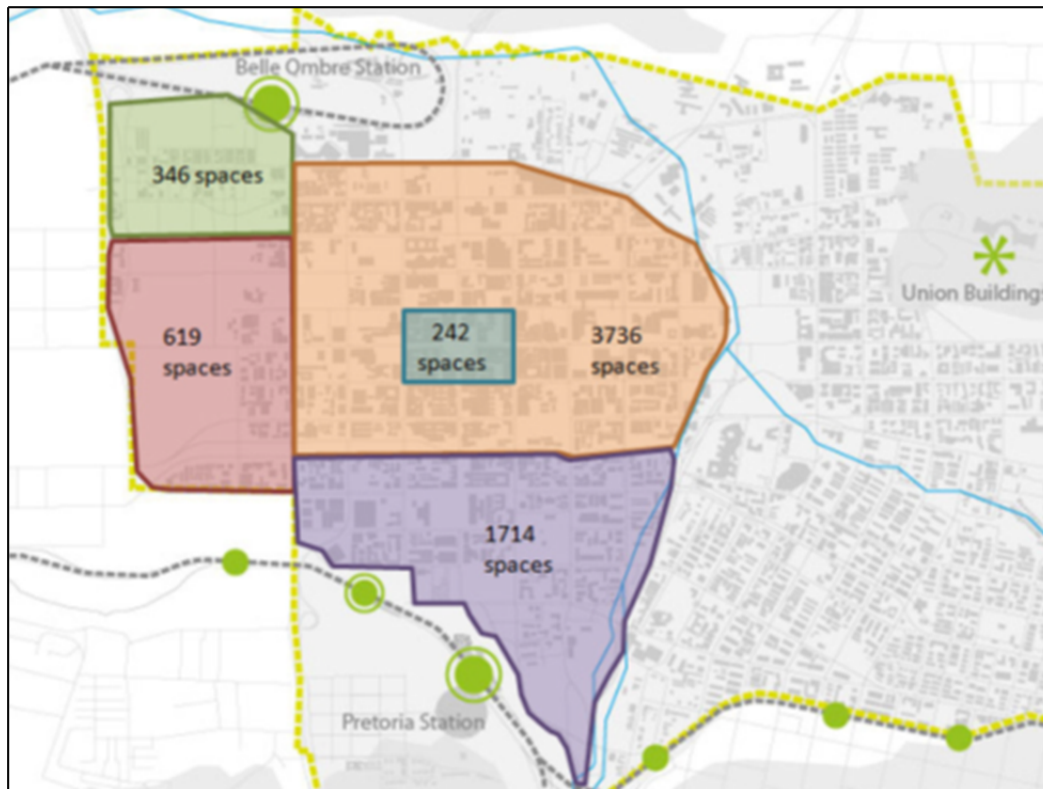 Belle Ombre Station
346 spaces
619
spaces
242
spaces
3736
spaces
Union Buildings
1714
spaces
Pretoria Station